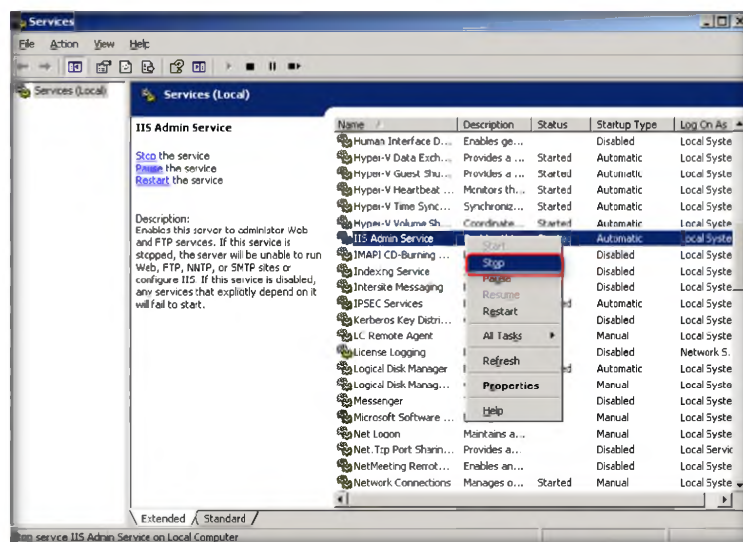 Services
File Action View Help
Services (Local)
Services (Local)
IIS Admin Service
Stop the service
Pause the service
Restart the service
Description:
Enables this server to administer Web
and FTP services. If this service is
stopped, the server will be unable to run
Web, FTP, NNTP, or SMTP sites or
configure IIS. If this service is disabled,
any services that explicitly depend on it
will fail to start.
Name Description Status Startup Type Log On As
Human Interface D... Enables ge... Disabled Local Syste
Hyper-V Data Exch... Provides a ... Started Automatic Local Syste
Hyper-V Guest Shu... Provides a ... Started Automatic Local Syste
Hyper-V Heartbeat ... Monitors th... Started Automatic Local Syste
Hyper-V Time Sync... Synchroniz... Started Automatic Local Syste
Hyper-V Volume Sh... Coordinate... Started Automatic Local Syste
IIS Admin Service Automatic Local Syste
IMAPI CD-Burning ... Disabled Local Syste
Indexing Service Disabled Local Syste
Intersite Messaging Disabled Local Syste
IPSEC Services Automatic Local Syste
Kerberos Key Distri... Disabled Local Syste
LC Remote Agent Manual Local Syste
License Logging Disabled Network S.
Logical Disk Manager Automatic Local Syste
Logical Disk Manag... Manual Local Syste
Messenger Disabled Local Syste
Microsoft Software ... Manual Local Syste
Net Logon Maintains a... Manual Local Syste
Net.Tcp Port Sharin... Provides a... Disabled Local Servic
NetMeeting Remot... Enables an... Disabled Local Syste
Network Connections Manages o... Started Manual Local Syste
Start
Stop
Pause
Resume
Restart
All Tasks
Refresh
Properties
Help
Extended Standard
Stop service IIS Admin Service on Local Computer